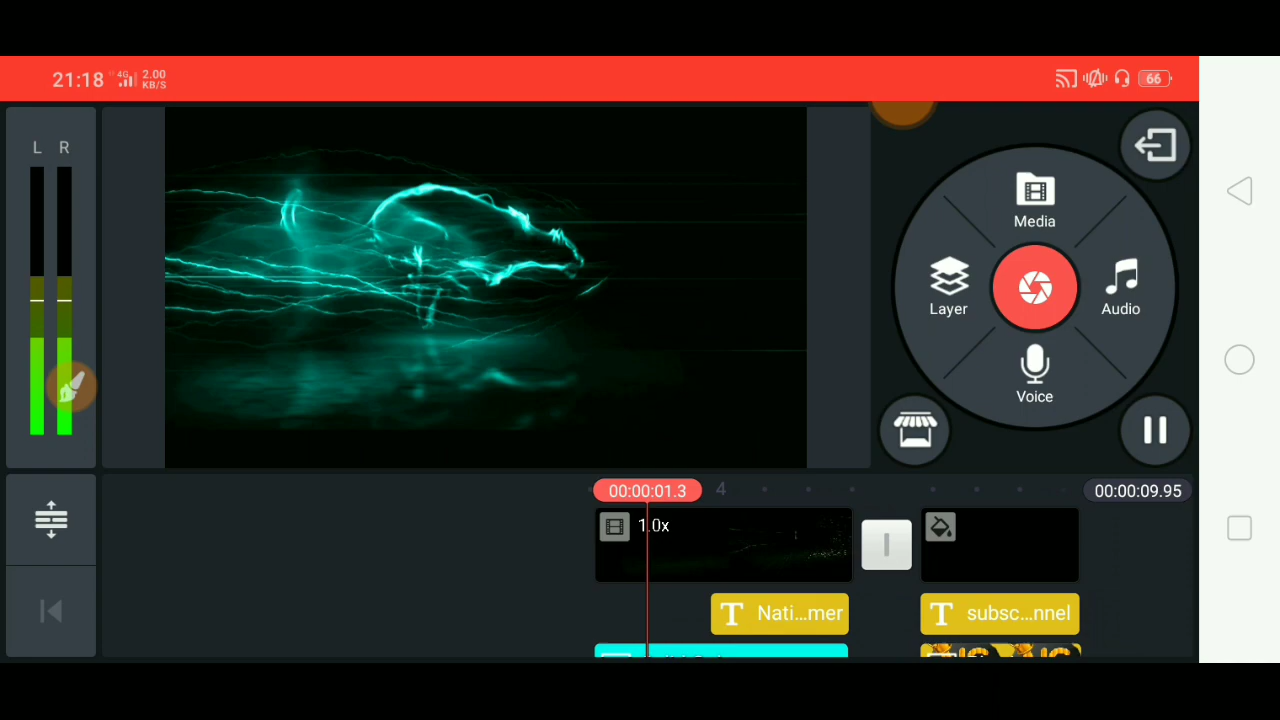 21:18 4G 2.00 KB/S 66
L R
Media
Layer
Audio
Voice
00:00:01.3 4 00:00:09.95
1.0x
T Nati...mer T subsc...nnel